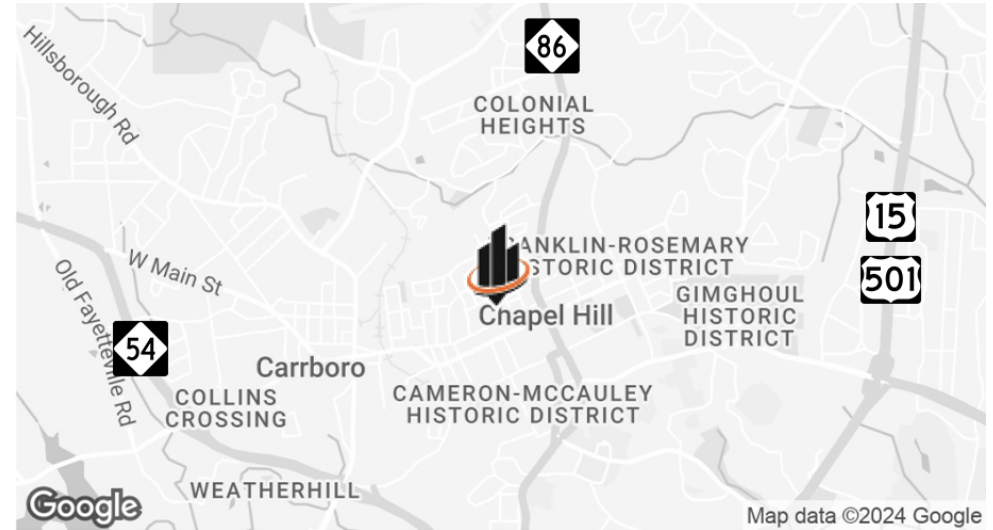 86
Hillsborough Rd
COLONIAL
HEIGHTS
15
ANKLIN-ROSEMARY
STORIC DISTRICT
W Main St
501
Old Fayetteville Rd
GIMGHOUL
HISTORIC
DISTRICT
Chapel Hill
54
Carrboro
CAMERON-MCCAULEY
HISTORIC DISTRICT
COLLINS
CROSSING
WEATHERHILL
Google
Map data ©2024 Google